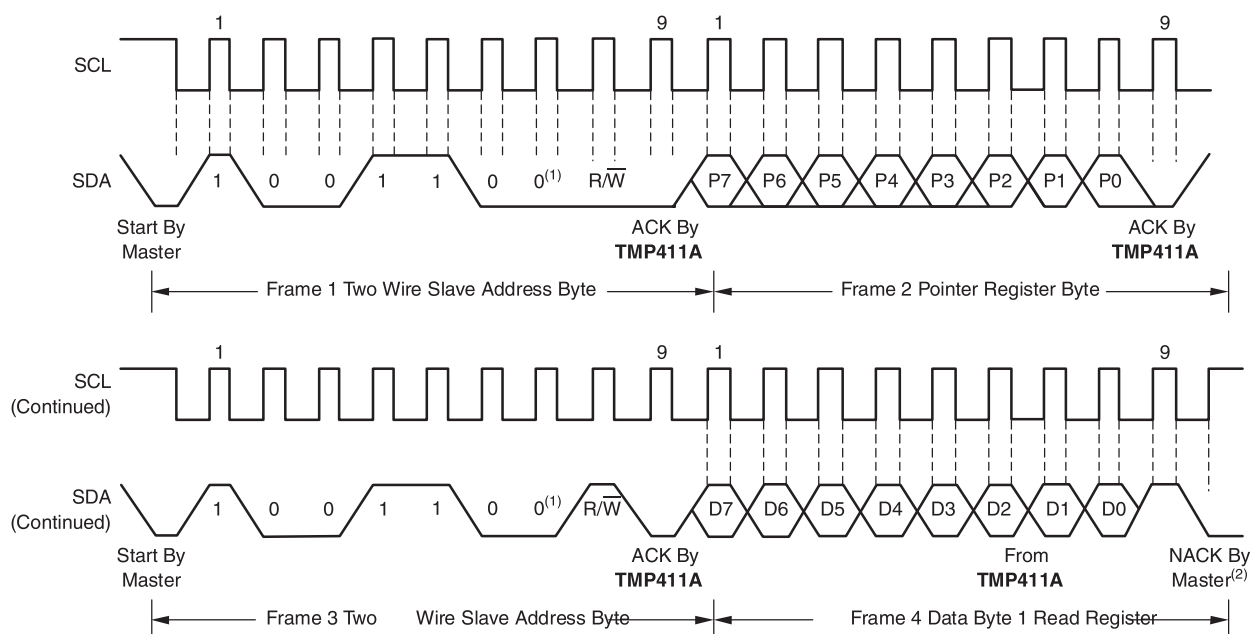 1 9 1 9
SCL
SDA
1 0 0 1 1 0 0(1) R/W̅ P7 P6 P5 P4 P3 P2 P1 P0
Start By
Master
ACK By
TMP411A
ACK By
TMP411A
Frame 1 Two Wire Slave Address Byte
Frame 2 Pointer Register Byte
1 9 1 9
SCL
(Continued)
SDA
(Continued)
1 0 0 1 1 0 0(1) R/W̅ D7 D6 D5 D4 D3 D2 D1 D0
Start By
Master
ACK By
TMP411A
From
TMP411A
NACK By
Master(2)
Frame 3 Two Wire Slave Address Byte
Frame 4 Data Byte 1 Read Register